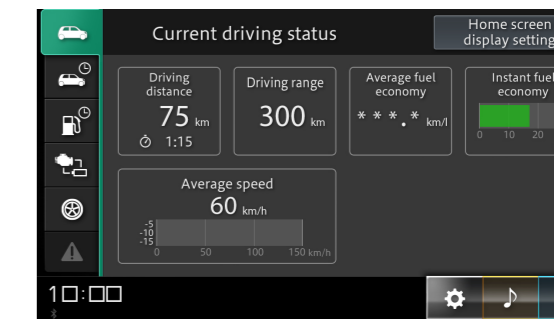 Current driving status
Home screen
display setting
Driving
distance
75 km
1:15
Driving range
300 km
Average fuel
economy
***.* km/l
Instant fuel
economy
0 10 20
Average speed
60 km/h
-5
-10
-15
0 50 100 150 km/h
1□:□□